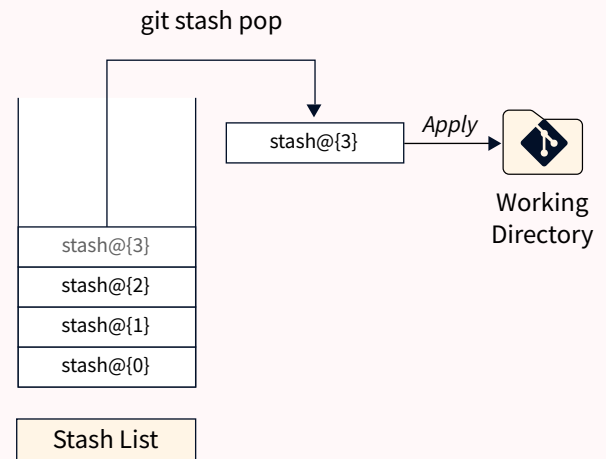 git stash pop
stash@{3}
Apply
Working
Directory
stash@{3}
stash@{2}
stash@{1}
stash@{0}
Stash List